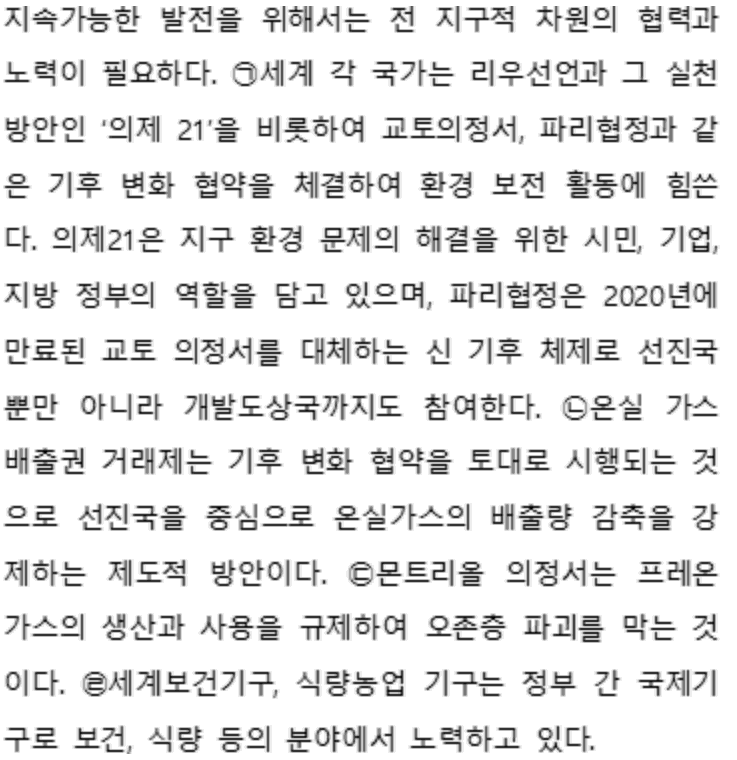 지속가능한 발전을 위해서는 전 지구적 차원의 협력과
노력이 필요하다. ㉠세계 각 국가는 리우선언과 그 실천
방안인 ‘의제 21’을 비롯하여 교토의정서, 파리협정과 같
은 기후 변화 협약을 체결하여 환경 보전 활동에 힘쓴
다. 의제21은 지구 환경 문제의 해결을 위한 시민, 기업,
지방 정부의 역할을 담고 있으며, 파리협정은 2020년에
만료된 교토 의정서를 대체하는 신 기후 체제로 선진국
뿐만 아니라 개발도상국까지도 참여한다. ㉡온실 가스
배출권 거래제는 기후 변화 협약을 토대로 시행되는 것
으로 선진국을 중심으로 온실가스의 배출량 감축을 강
제하는 제도적 방안이다. ㉢몬트리올 의정서는 프레온
가스의 생산과 사용을 규제하여 오존층 파괴를 막는 것
이다. ㉣세계보건기구, 식량농업 기구는 정부 간 국제기
구로 보건, 식량 등의 분야에서 노력하고 있다.